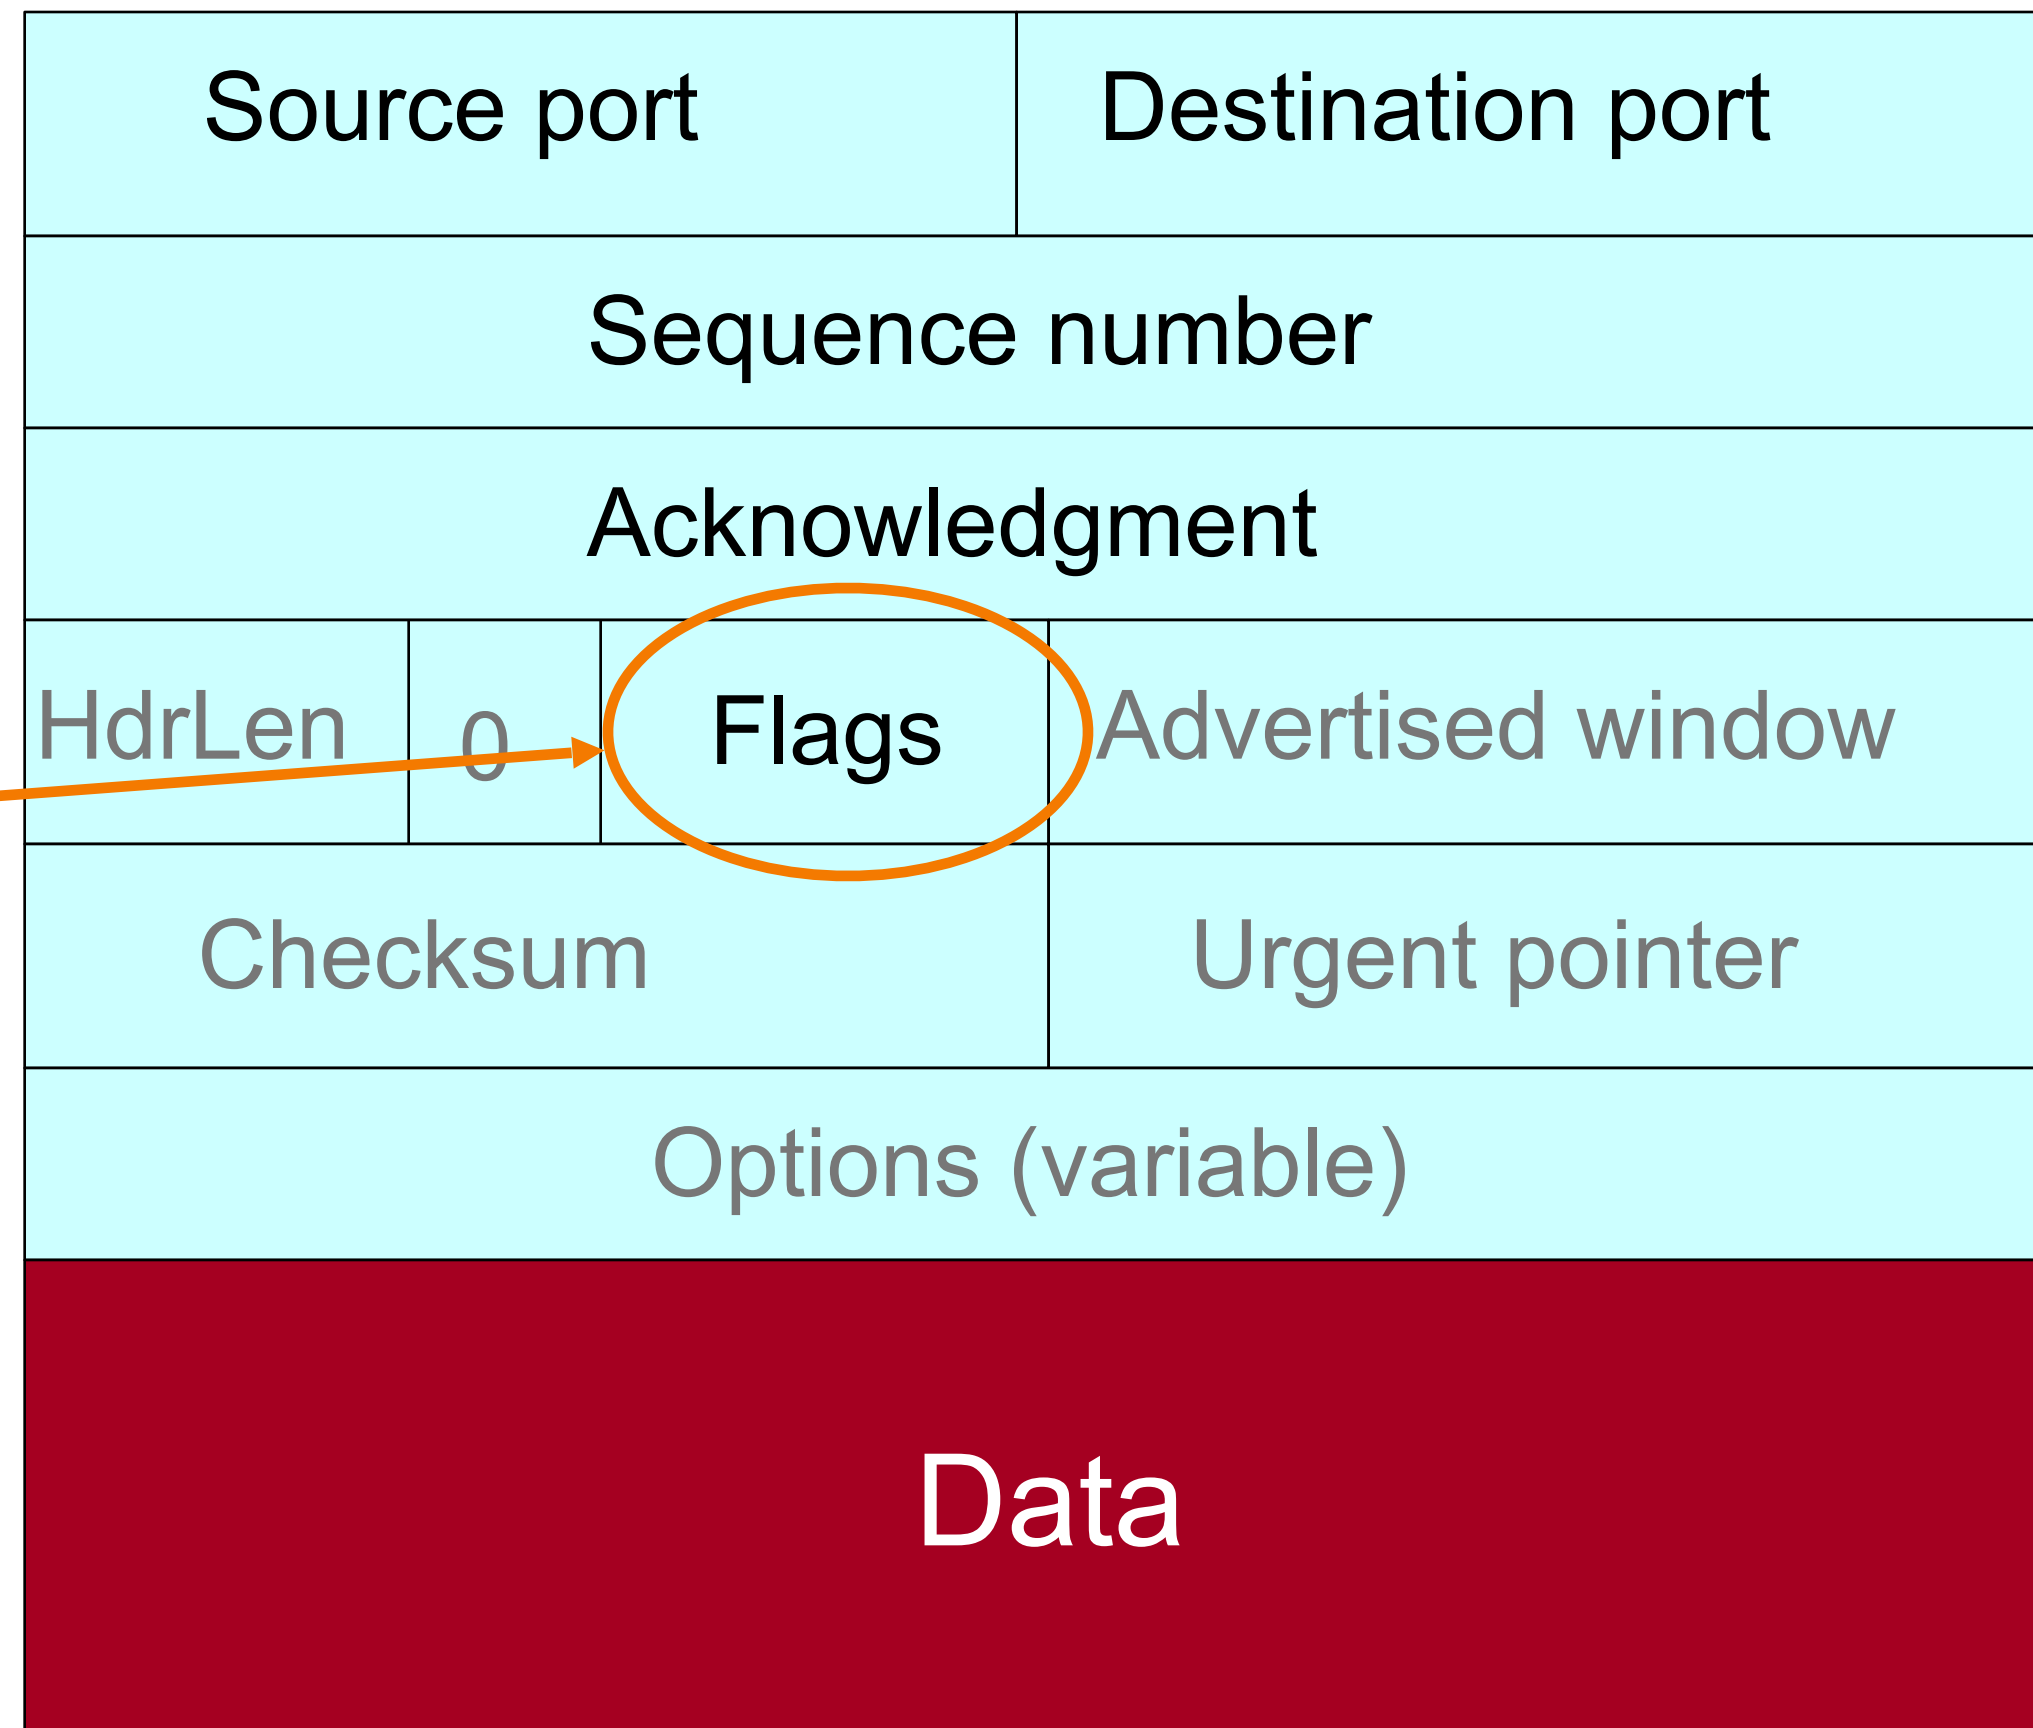 Source port Destination port
Sequence number
Acknowledgment
HdrLen 0 Flags Advertised window
Checksum Urgent pointer
Options (variable)
Data